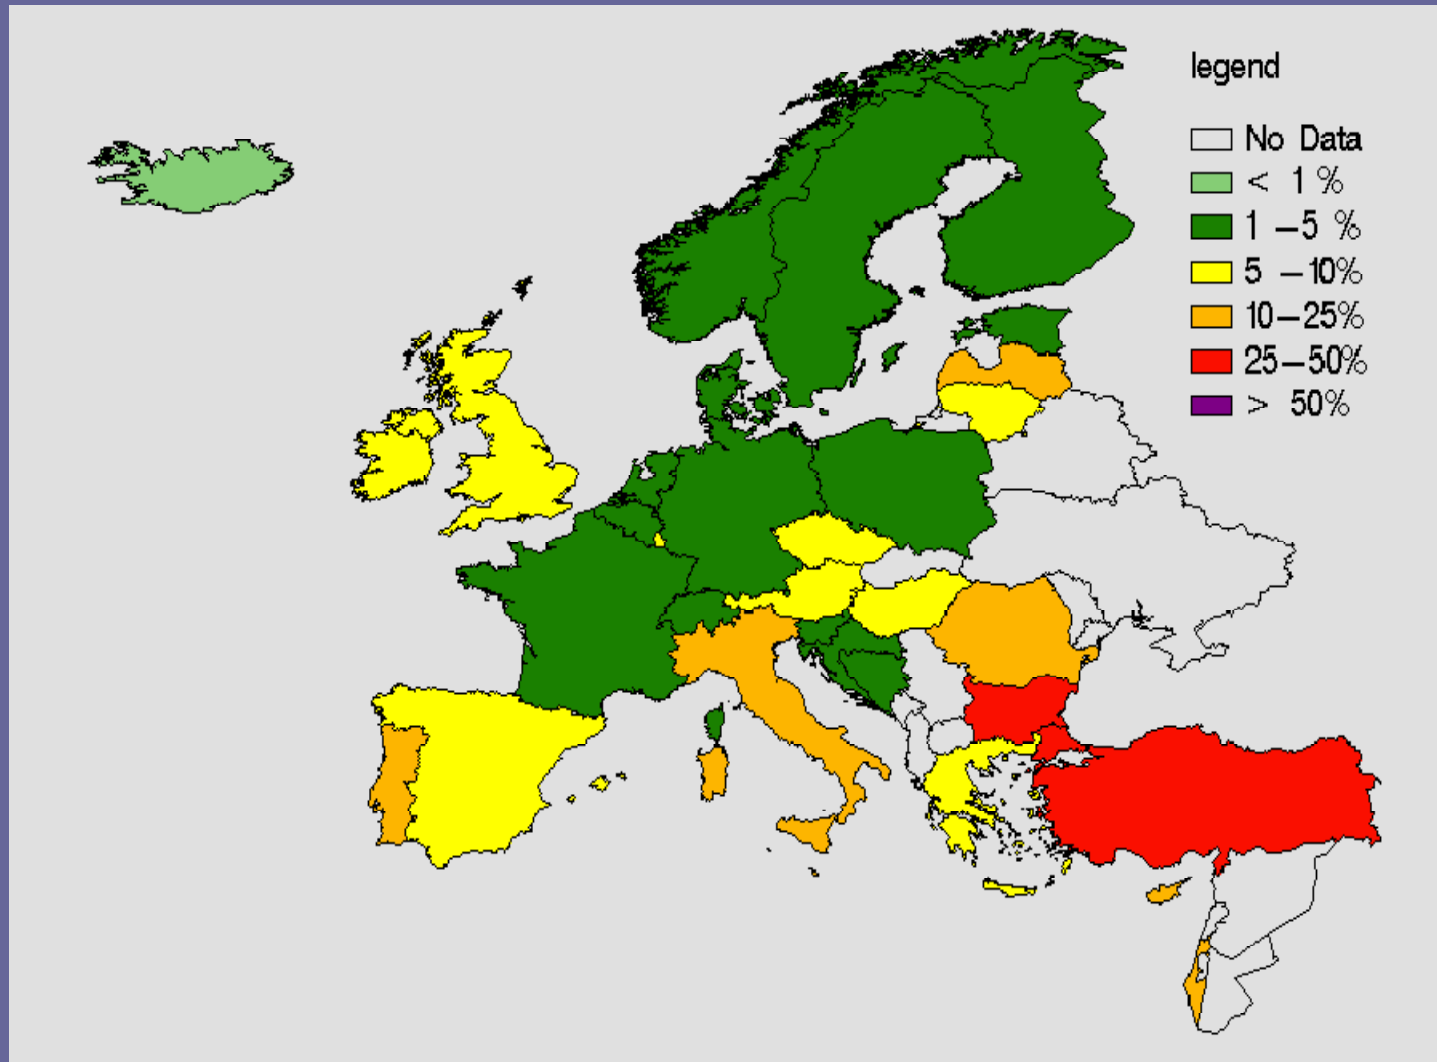 legend
No Data
< 1 %
1 –5 %
5 –10%
10–25%
25–50%
> 50%